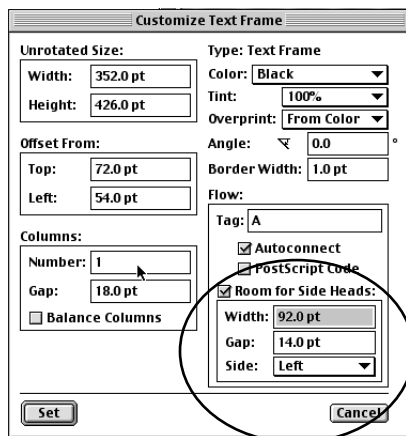 Customize Text Frame
Unrotated Size:
Width: 352.0 pt
Height: 426.0 pt
Offset From:
Top: 72.0 pt
Left: 54.0 pt
Columns:
Number: 1
Gap: 18.0 pt
Balance Columns
Type: Text Frame
Color: Black
Tint: 100%
Overprint: From Color
Angle: 0.0 °
Border Width: 1.0 pt
Flow:
Tag: A
Autoconnect
PostScript Code
Room for Side Heads:
Width: 92.0 pt
Gap: 14.0 pt
Side: Left
Set
Cancel